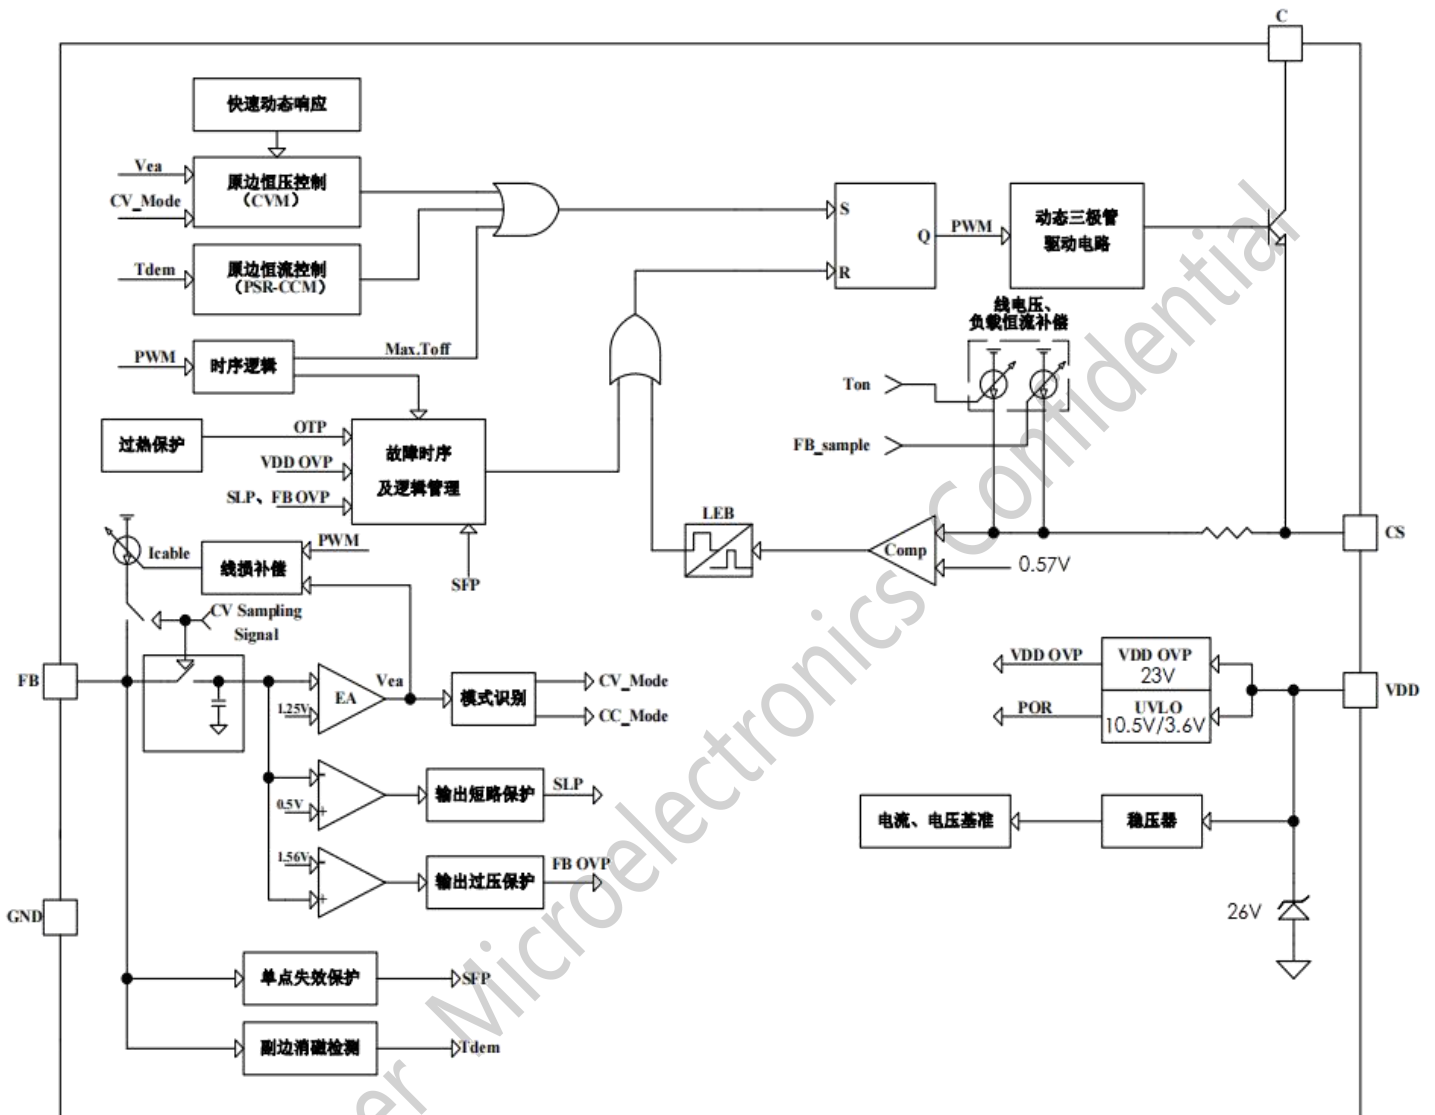 C
快速动态响应
Vea
CV_Mode
原边恒压控制
（CVM）
Tdem
原边恒流控制
（PSR-CCM）
PWM
时序逻辑
Max.Toff
S
R
Q
PWM
动态三极管
驱动电路
线电压、
负载恒流补偿
Ton
FB_sample
过热保护
OTP
VDD OVP
SLP、FB OVP
故障时序
及逻辑管理
SFP
LEB
Comp
0.57V
CS
Icable
线损补偿
PWM
CV Sampling
Signal
FB
1.25V
EA
Vea
模式识别
CV_Mode
CC_Mode
-
0.5V
+
输出短路保护
SLP
1.56V
-
+
输出过压保护
FB OVP
GND
单点失效保护
SFP
副边消磁检测
Tdem
VDD OVP
VDD OVP
23V
POR
UVLO
10.5V/3.6V
VDD
电流、电压基准
稳压器
26V
er Microelectronics Confidential